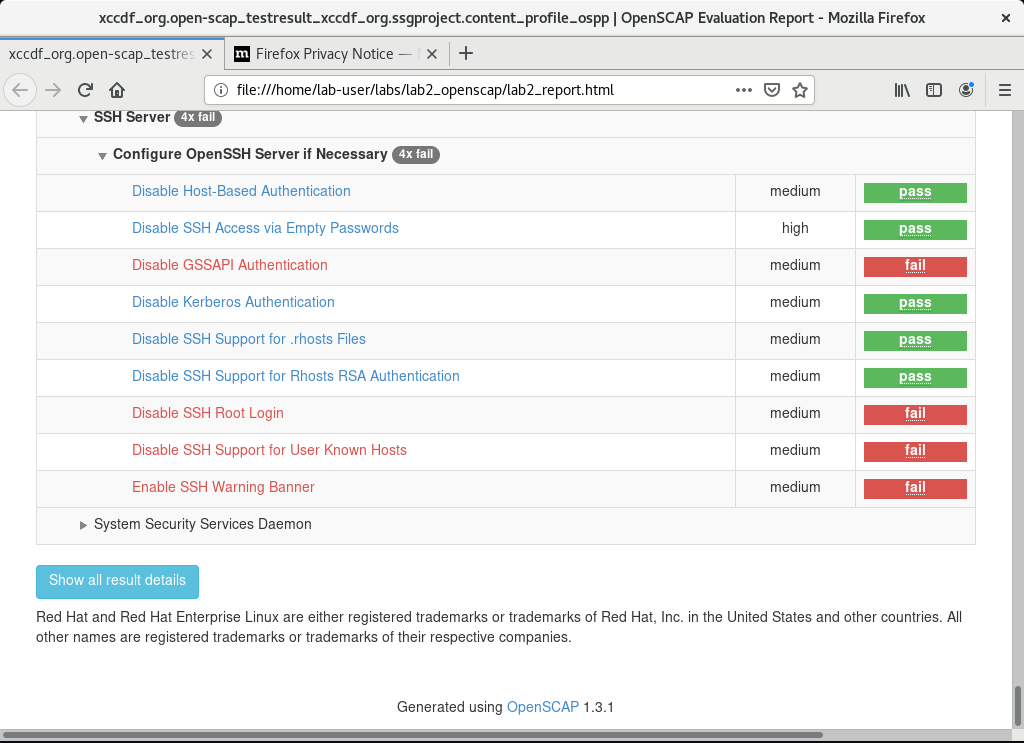 xccdf_org.open-scap_testresult_xccdf_org.ssgproject.content_profile_ospp | OpenSCAP Evaluation Report - Mozilla Firefox
xccdf_org.open-scap_testres
Firefox Privacy Notice —
file:///home/lab-user/labs/lab2_openscap/lab2_report.html
SSH Server 4x fail
Configure OpenSSH Server if Necessary 4x fail
Disable Host-Based Authentication medium pass
Disable SSH Access via Empty Passwords high pass
Disable GSSAPI Authentication medium fail
Disable Kerberos Authentication medium pass
Disable SSH Support for .rhosts Files medium pass
Disable SSH Support for Rhosts RSA Authentication medium pass
Disable SSH Root Login medium fail
Disable SSH Support for User Known Hosts medium fail
Enable SSH Warning Banner medium fail
System Security Services Daemon
Show all result details
Red Hat and Red Hat Enterprise Linux are either registered trademarks or trademarks of Red Hat, Inc. in the United States and other countries. All
other names are registered trademarks or trademarks of their respective companies.
Generated using OpenSCAP 1.3.1